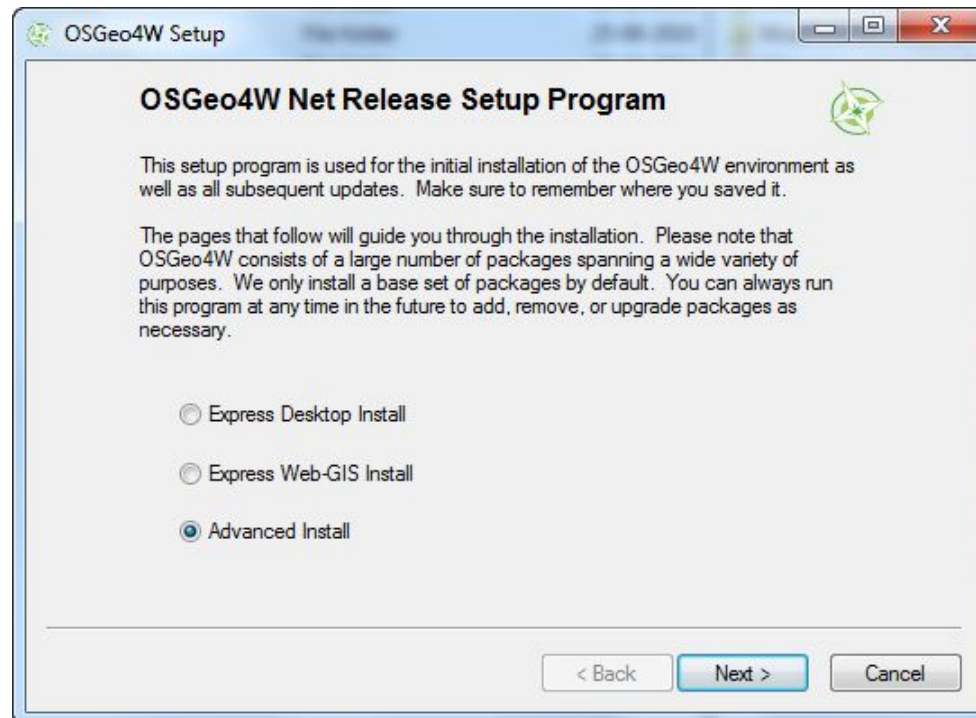 OSGeo4W Setup
OSGeo4W Net Release Setup Program
This setup program is used for the initial installation of the OSGeo4W environment as
well as all subsequent updates.  Make sure to remember where you saved it.
The pages that follow will guide you through the installation.  Please note that
OSGeo4W consists of a large number of packages spanning a wide variety of
purposes.  We only install a base set of packages by default.  You can always run
this program at any time in the future to add, remove, or upgrade packages as
necessary.
Express Desktop Install
Express Web-GIS Install
Advanced Install
< Back
Next >
Cancel